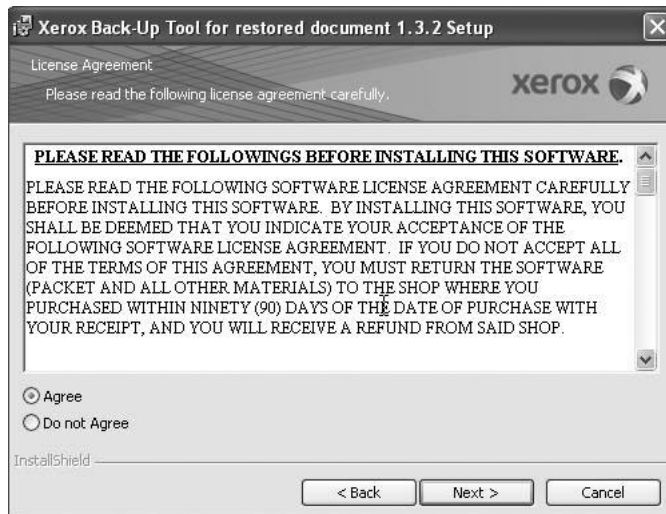 Xerox Back-Up Tool for restored document 1.3.2 Setup
License Agreement
Please read the following license agreement carefully.
xerox
PLEASE READ THE FOLLOWINGS BEFORE INSTALLING THIS SOFTWARE.
PLEASE READ THE FOLLOWING SOFTWARE LICENSE AGREEMENT CAREFULLY
BEFORE INSTALLING THIS SOFTWARE. BY INSTALLING THIS SOFTWARE, YOU
SHALL BE DEEMED THAT YOU INDICATE YOUR ACCEPTANCE OF THE
FOLLOWING SOFTWARE LICENSE AGREEMENT. IF YOU DO NOT ACCEPT ALL
OF THE TERMS OF THIS AGREEMENT, YOU MUST RETURN THE SOFTWARE
(PACKET AND ALL OTHER MATERIALS) TO THE SHOP WHERE YOU
PURCHASED WITHIN NINETY (90) DAYS OF THE DATE OF PURCHASE WITH
YOUR RECEIPT, AND YOU WILL RECEIVE A REFUND FROM SAID SHOP.
Agree
Do not Agree
InstallShield
< Back Next > Cancel